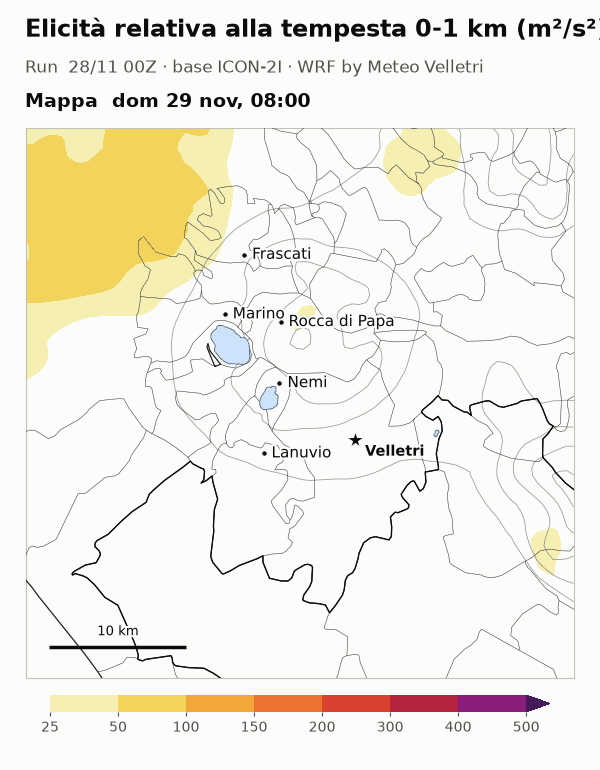 Elicità relativa alla tempesta 0-1 km (m²/s²)
Run 28/11 00Z · base ICON-2I · WRF by Meteo Velletri
Mappa dom 29 nov, 08:00
Frascati
Marino
Rocca di Papa
Nemi
Velletri
Lanuvio
10 km
25 50 100 150 200 300 400 500